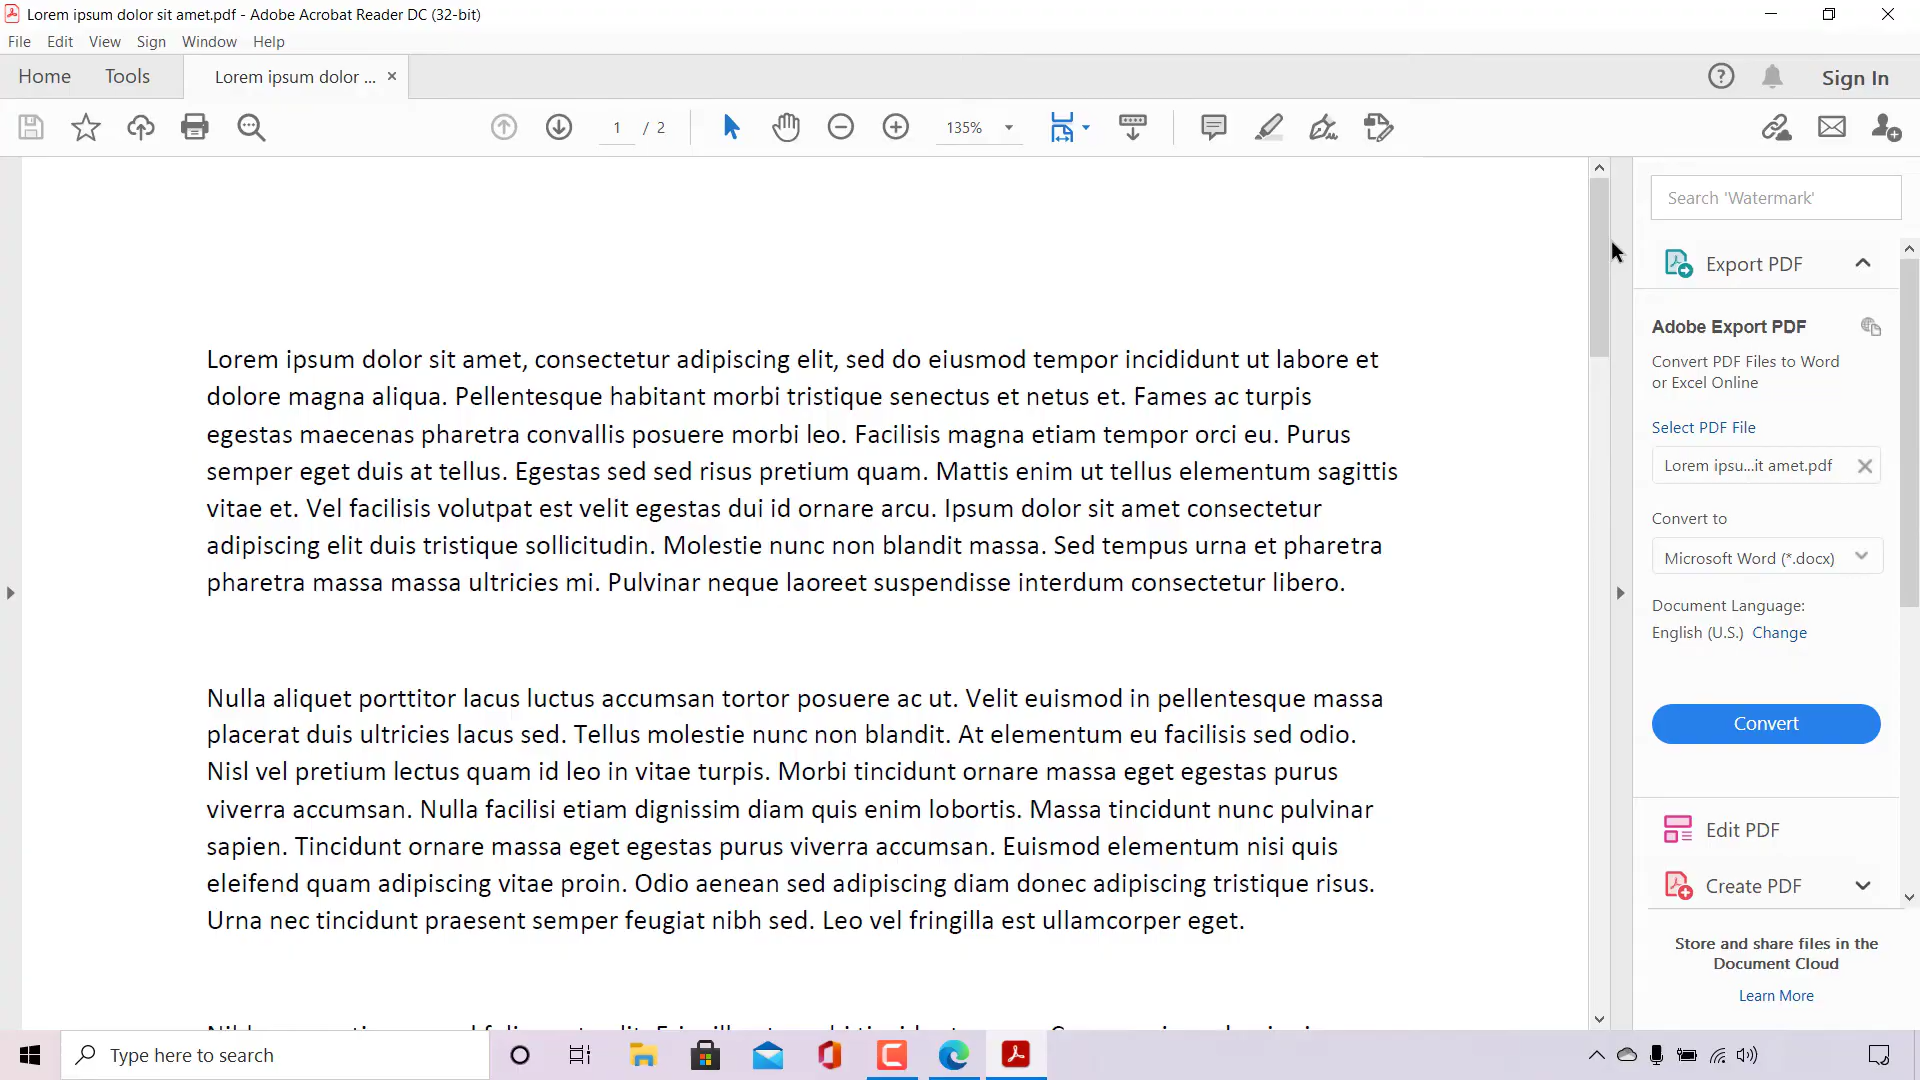 Lorem ipsum dolor sit amet.pdf - Adobe Acrobat Reader DC (32-bit)
File Edit View Sign Window Help
Home Tools Lorem ipsum dolor ... Sign In
1 / 2 135%
Search 'Watermark'
Export PDF
Adobe Export PDF
Convert PDF Files to Word
or Excel Online
Select PDF File
Lorem ipsu...it amet.pdf
Convert to
Microsoft Word (*.docx)
Document Language:
English (U.S.) Change
Convert
Edit PDF
Create PDF
Store and share files in the
Document Cloud
Learn More
Lorem ipsum dolor sit amet, consectetur adipiscing elit, sed do eiusmod tempor incididunt ut labore et
dolore magna aliqua. Pellentesque habitant morbi tristique senectus et netus et. Fames ac turpis
egestas maecenas pharetra convallis posuere morbi leo. Facilisis magna etiam tempor orci eu. Purus
semper eget duis at tellus. Egestas sed sed risus pretium quam. Mattis enim ut tellus elementum sagittis
vitae et. Vel facilisis volutpat est velit egestas dui id ornare arcu. Ipsum dolor sit amet consectetur
adipiscing elit duis tristique sollicitudin. Molestie nunc non blandit massa. Sed tempus urna et pharetra
pharetra massa massa ultricies mi. Pulvinar neque laoreet suspendisse interdum consectetur libero.
Nulla aliquet porttitor lacus luctus accumsan tortor posuere ac ut. Velit euismod in pellentesque massa
placerat duis ultricies lacus sed. Tellus molestie nunc non blandit. At elementum eu facilisis sed odio.
Nisl vel pretium lectus quam id leo in vitae turpis. Morbi tincidunt ornare massa eget egestas purus
viverra accumsan. Nulla facilisi etiam dignissim diam quis enim lobortis. Massa tincidunt nunc pulvinar
sapien. Tincidunt ornare massa eget egestas purus viverra accumsan. Euismod elementum nisi quis
eleifend quam adipiscing vitae proin. Odio aenean sed adipiscing diam donec adipiscing tristique risus.
Urna nec tincidunt praesent semper feugiat nibh sed. Leo vel fringilla est ullamcorper eget.
Type here to search